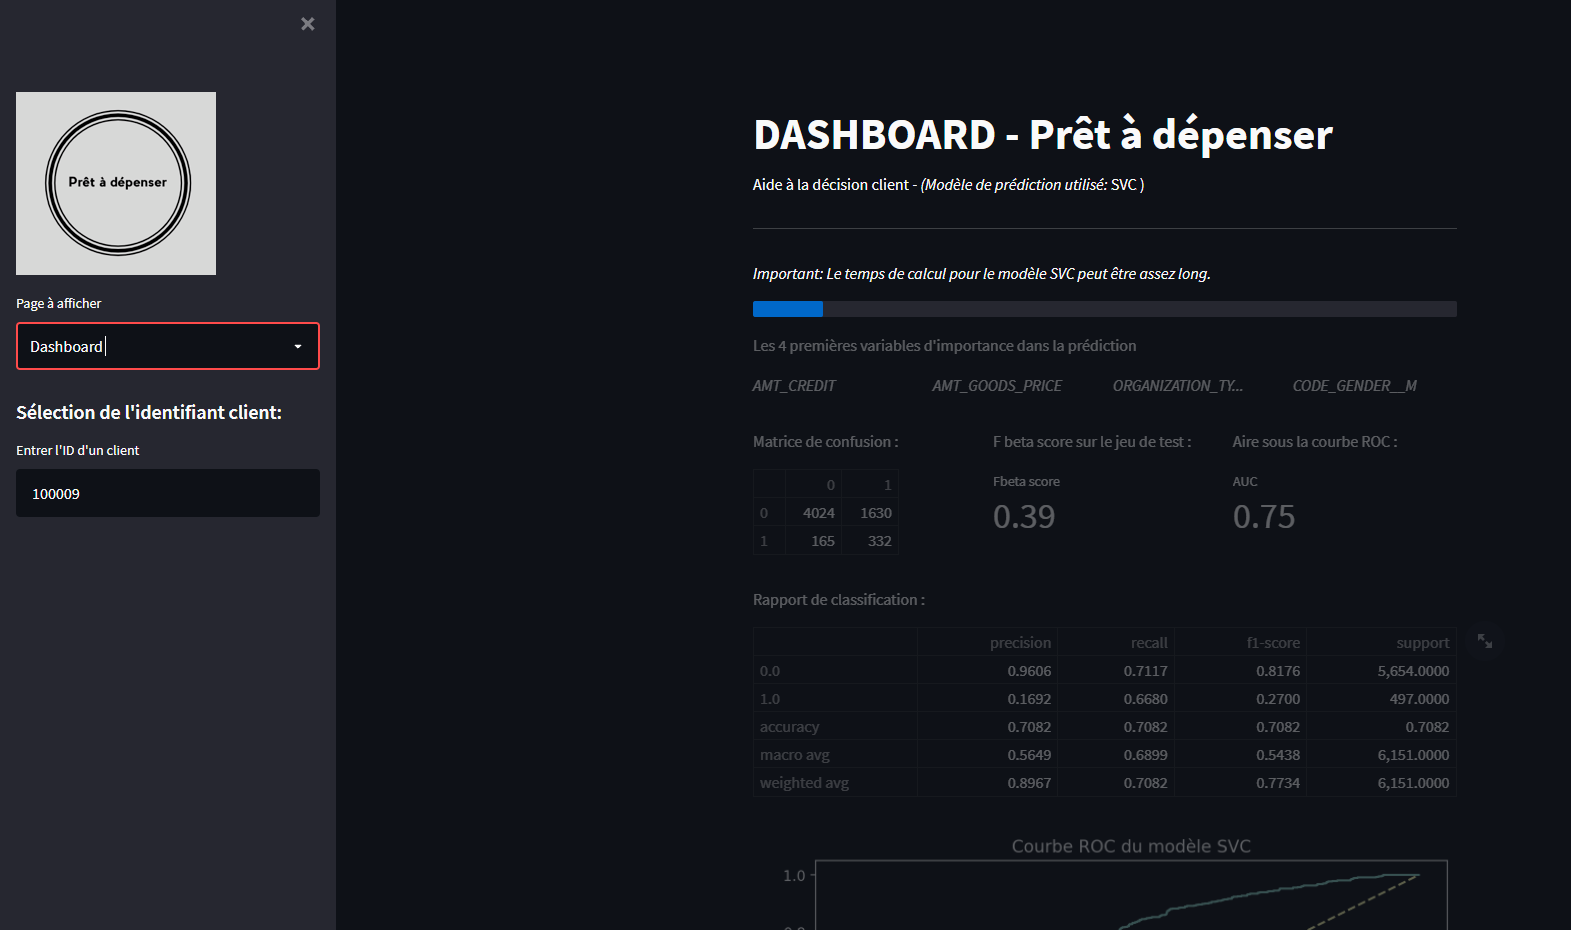 ×
Prêt à dépenser
Page à afficher
Dashboard
Sélection de l'identifiant client:
Entrer l'ID d'un client
100009
DASHBOARD - Prêt à dépenser
Aide à la décision client - (Modèle de prédiction utilisé: SVC )
Important: Le temps de calcul pour le modèle SVC peut être assez long.
Les 4 premières variables d'importance dans la prédiction
AMT_CREDIT AMT_GOODS_PRICE ORGANIZATION_TY... CODE_GENDER__M
Matrice de confusion : F beta score sur le jeu de test : Aire sous la courbe ROC :
0 1
0 4024 1630
1 165 332
Fbeta score
0.39
AUC
0.75
Rapport de classification :
precision recall f1-score support
0.0 0.9606 0.7117 0.8176 5,654.0000
1.0 0.1692 0.6680 0.2700 497.0000
accuracy 0.7082 0.7082 0.7082 0.7082
macro avg 0.5649 0.6899 0.5438 6,151.0000
weighted avg 0.8967 0.7082 0.7734 6,151.0000
Courbe ROC du modèle SVC
1.0